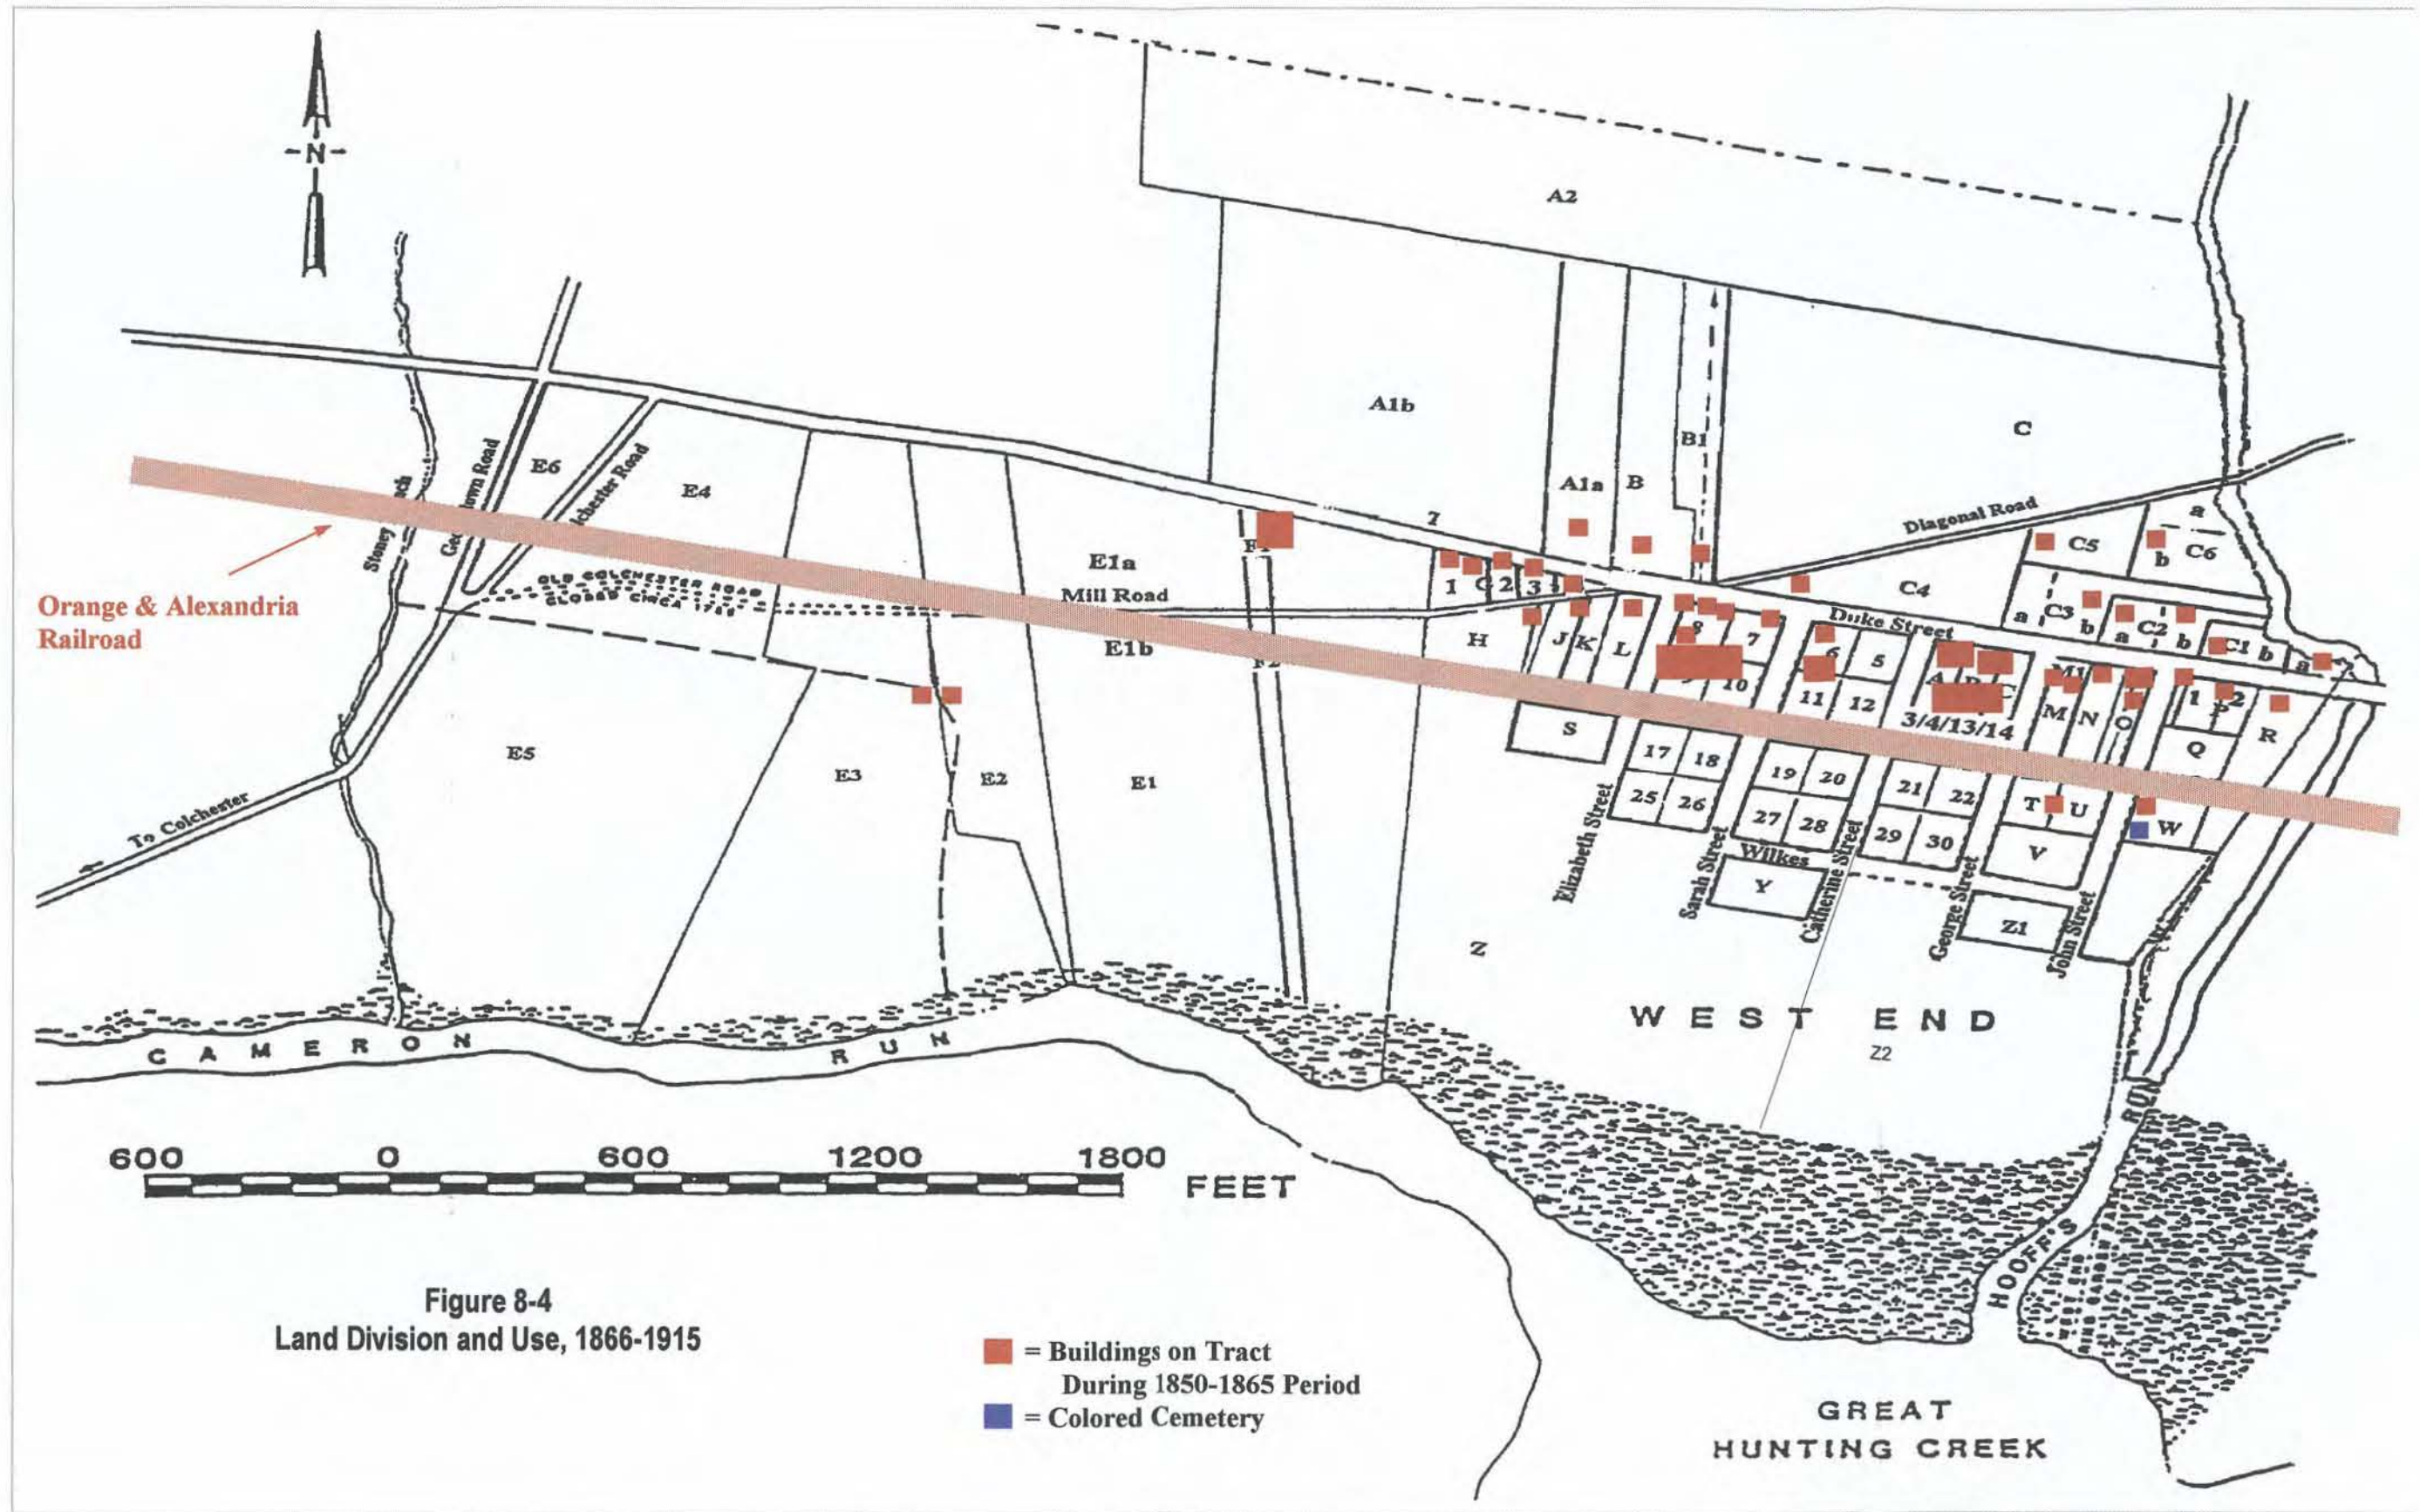 N
A2
A1b
C
B1
A1a
B
7
Diagonal Road
a
C5
b
C6
C4
E6
E4
Colchester Road
Orange & Alexandria
Railroad
OLD COLCHESTER ROAD
E1a
Mill Road
E1b
1
G
2
3
H
J
K
L
8
7
Duke Street
6
5
a
C3
b
a
C2
b
C1
b
a
9
10
11
12
3/4/13/14
A
C
M1
M
N
O
1
2
P
Q
R
S
17
18
19
20
21
22
T
U
W
25
26
27
28
29
30
V
Wilkes
Y
Z1
E5
E3
E2
E1
Z
Z2
To Colchester
Elizabeth Street
Sarah Street
Catherine Street
George Street
John Street
WEST END
CAMERON RUN
HOOFF'S RUN
600 0 600 1200 1800
FEET
Figure 8-4
Land Division and Use, 1866-1915
= Buildings on Tract
During 1850-1865 Period
= Colored Cemetery
GREAT
HUNTING CREEK